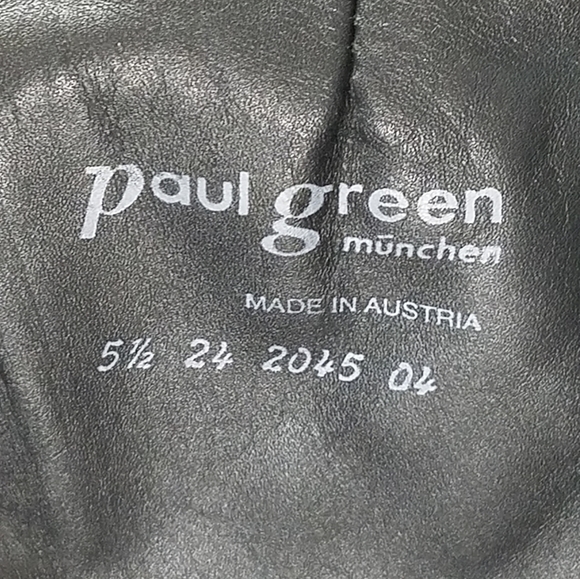 paul green
münchen
MADE IN AUSTRIA
5½ 24 2045 04